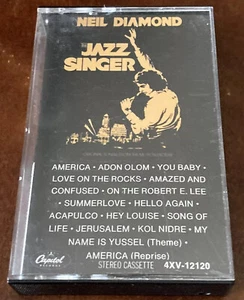 NEIL DIAMOND
THE
JAZZ
SINGER
AMERICA • ADON OLOM • YOU BABY •
LOVE ON THE ROCKS • AMAZED AND
CONFUSED • ON THE ROBERT E. LEE
• SUMMERLOVE • HELLO AGAIN •
ACAPULCO • HEY LOUISE • SONG OF
LIFE • JERUSALEM • KOL NIDRE • MY
NAME IS YUSSEL (Theme) •
AMERICA (Reprise)
Capitol
STEREO CASSETTE 4XV-12120